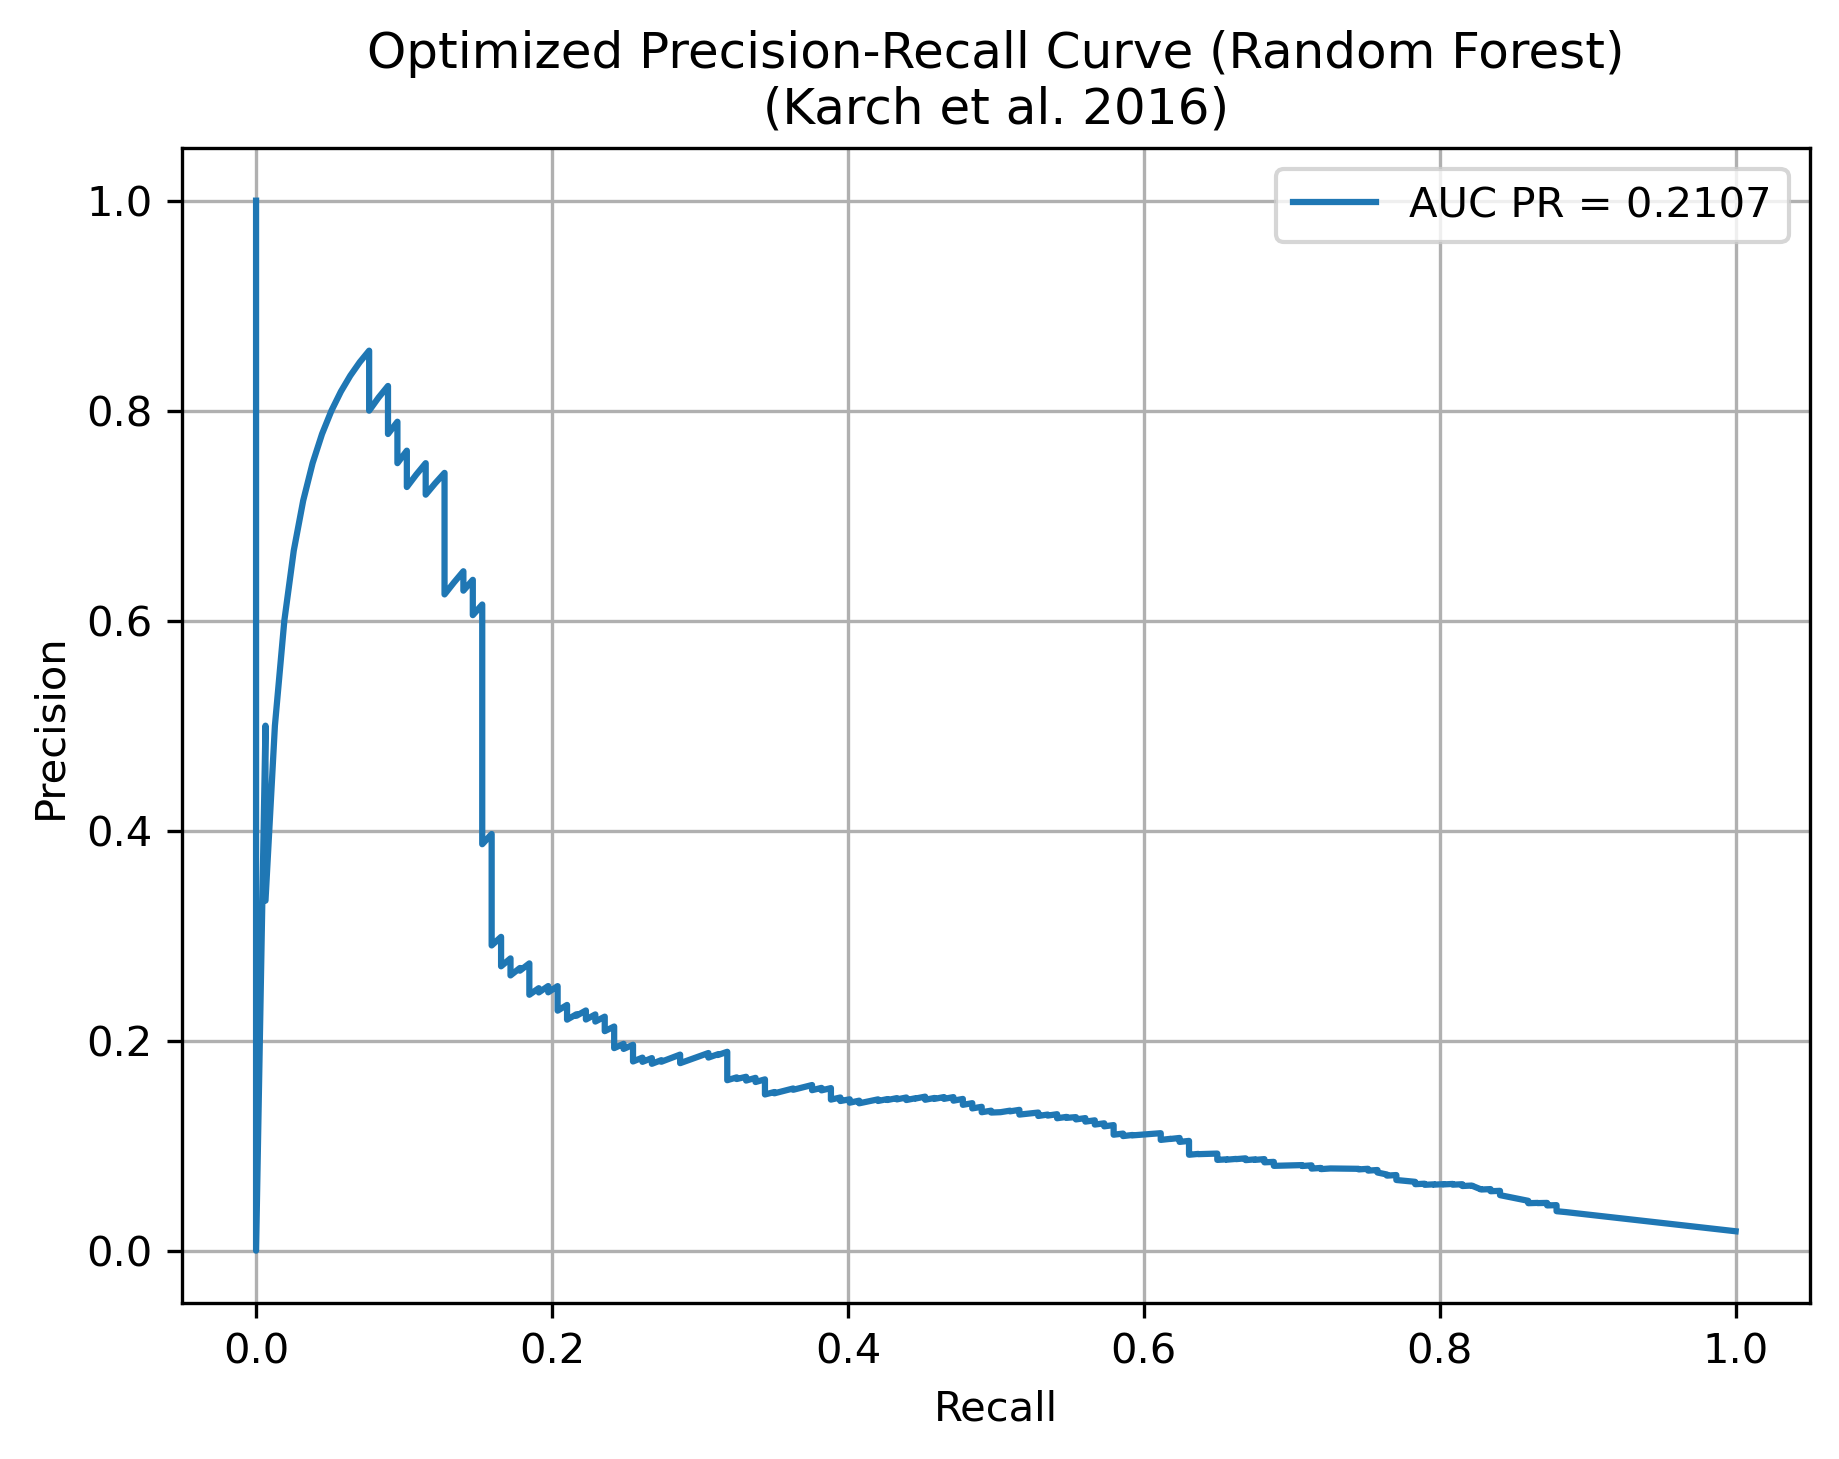 Optimized Precision-Recall Curve (Random Forest)
(Karch et al. 2016)
AUC PR = 0.2107
Precision
1.0
0.8
0.6
0.4
0.2
0.0
0.0 0.2 0.4 0.6 0.8 1.0
Recall